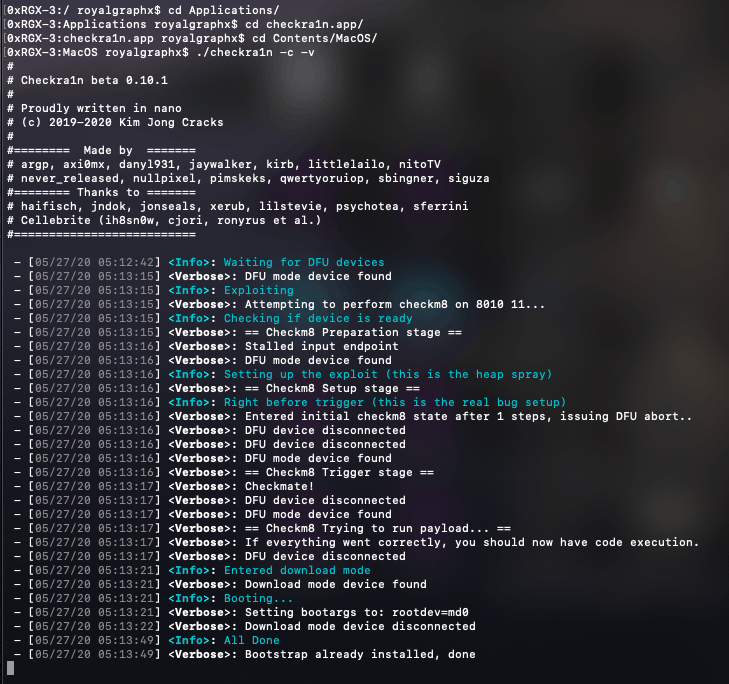 [0xRGX-3:/ royalgraphx$ cd Applications/
[0xRGX-3:Applications royalgraphx$ cd checkra1n.app/
[0xRGX-3:checkra1n.app royalgraphx$ cd Contents/MacOS/
[0xRGX-3:MacOS royalgraphx$ ./checkra1n -c -v
#
# Checkra1n beta 0.10.1
#
# Proudly written in nano
# (c) 2019-2020 Kim Jong Cracks
#
#========  Made by  =======
# argp, axi0mx, danyl931, jaywalker, kirb, littlelailo, nitoTV
# never_released, nullpixel, pimskeks, qwertyoruiop, sbingner, siguza
#======== Thanks to =======
# haifisch, jndok, jonseals, xerub, lilstevie, psychotea, sferrini
# Cellebrite (ih8sn0w, cjori, ronyrus et al.)
#==========================
- [05/27/20 05:12:42] <Info>: Waiting for DFU devices
- [05/27/20 05:13:15] <Verbose>: DFU mode device found
- [05/27/20 05:13:15] <Info>: Exploiting
- [05/27/20 05:13:15] <Verbose>: Attempting to perform checkm8 on 8010 11...
- [05/27/20 05:13:15] <Info>: Checking if device is ready
- [05/27/20 05:13:15] <Verbose>: == Checkm8 Preparation stage ==
- [05/27/20 05:13:16] <Verbose>: Stalled input endpoint
- [05/27/20 05:13:16] <Verbose>: DFU mode device found
- [05/27/20 05:13:16] <Info>: Setting up the exploit (this is the heap spray)
- [05/27/20 05:13:16] <Verbose>: == Checkm8 Setup stage ==
- [05/27/20 05:13:16] <Info>: Right before trigger (this is the real bug setup)
- [05/27/20 05:13:16] <Verbose>: Entered initial checkm8 state after 1 steps, issuing DFU abort..
- [05/27/20 05:13:16] <Verbose>: DFU device disconnected
- [05/27/20 05:13:16] <Verbose>: DFU device disconnected
- [05/27/20 05:13:16] <Verbose>: DFU mode device found
- [05/27/20 05:13:16] <Verbose>: == Checkm8 Trigger stage ==
- [05/27/20 05:13:17] <Verbose>: Checkmate!
- [05/27/20 05:13:17] <Verbose>: DFU device disconnected
- [05/27/20 05:13:17] <Verbose>: DFU mode device found
- [05/27/20 05:13:17] <Verbose>: == Checkm8 Trying to run payload... ==
- [05/27/20 05:13:17] <Verbose>: If everything went correctly, you should now have code execution.
- [05/27/20 05:13:17] <Verbose>: DFU device disconnected
- [05/27/20 05:13:21] <Info>: Entered download mode
- [05/27/20 05:13:21] <Verbose>: Download mode device found
- [05/27/20 05:13:21] <Info>: Booting...
- [05/27/20 05:13:21] <Verbose>: Setting bootargs to: rootdev=md0
- [05/27/20 05:13:22] <Verbose>: Download mode device disconnected
- [05/27/20 05:13:49] <Info>: All Done
- [05/27/20 05:13:49] <Verbose>: Bootstrap already installed, done